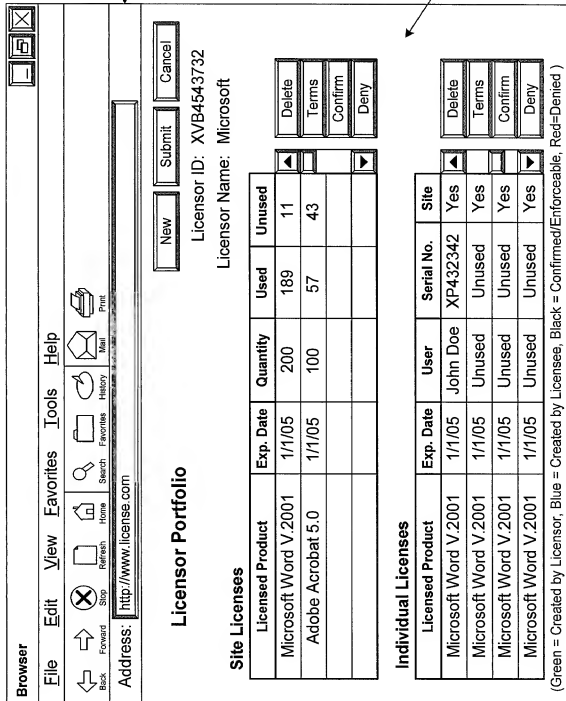 Browser
File Edit View Favorites Tools Help
Back Forward Stop Refresh Home Search Favorites History Mail Print
Address: http://www.license.com
Licensor Portfolio
New Submit Cancel
Licensor ID: XVB4543732
Licensor Name: Microsoft
Site Licenses
Licensed Product Exp. Date Quantity Used Unused
Microsoft Word V.2001 1/1/05 200 189 11 Delete
Adobe Acrobat 5.0 1/1/05 100 57 43 Terms
Confirm
Deny
Individual Licenses
Licensed Product Exp. Date User Serial No. Site
Microsoft Word V.2001 1/1/05 John Doe XP432342 Yes Delete
Microsoft Word V.2001 1/1/05 Unused Unused Yes Terms
Microsoft Word V.2001 1/1/05 Unused Unused Yes Confirm
Microsoft Word V.2001 1/1/05 Unused Unused Yes Deny
(Green = Created by Licensor, Blue = Created by Licensee, Black = Confirmed/Enforceable, Red=Denied )